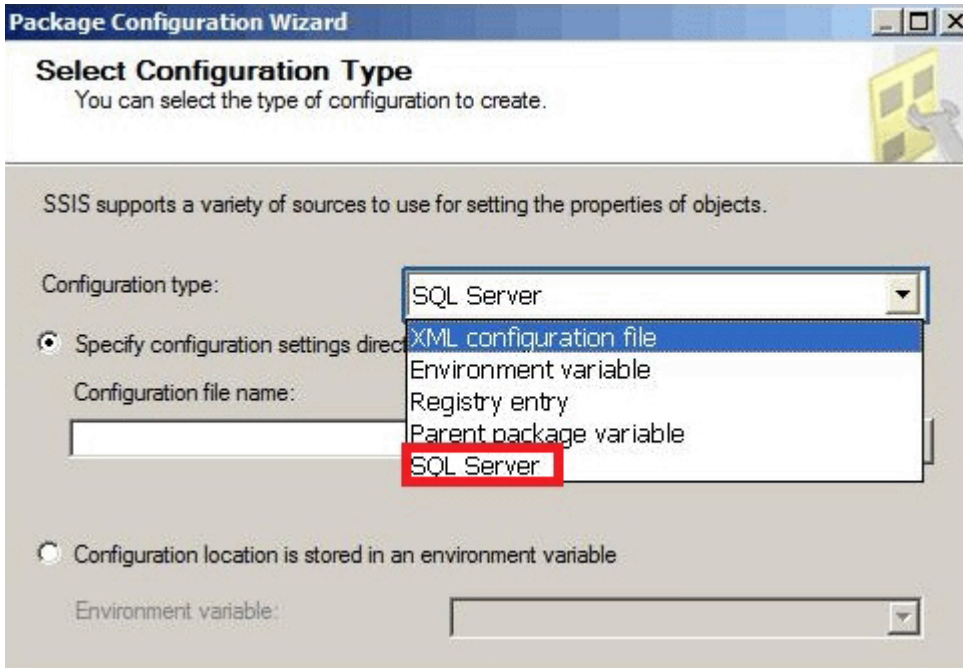 Package Configuration Wizard
Select Configuration Type
You can select the type of configuration to create.
SSIS supports a variety of sources to use for setting the properties of objects.
Configuration type:
SQL Server
XML configuration file
Specify configuration settings direct
Environment variable
Configuration file name:
Registry entry
Parent package variable
SQL Server
Configuration location is stored in an environment variable
Environment variable: